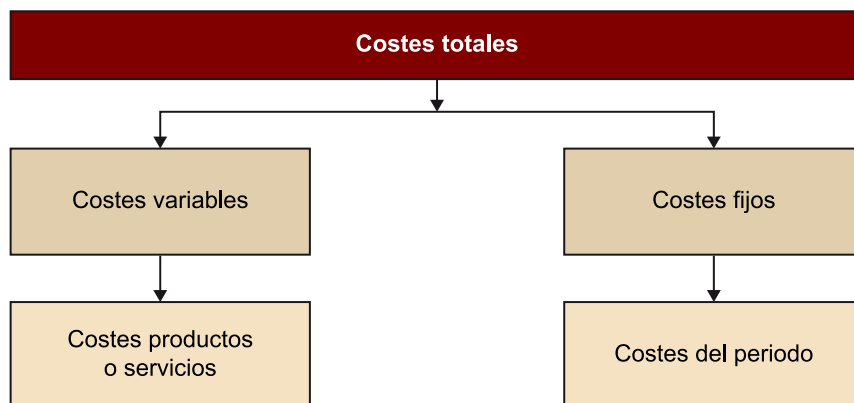 Costes totales
Costes variables
Costes fijos
Costes productos
o servicios
Costes del periodo